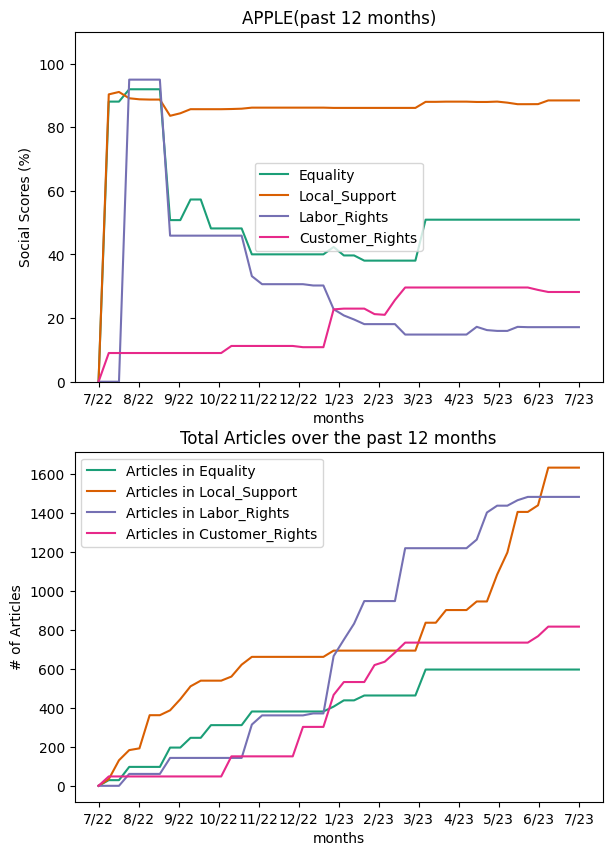 APPLE(past 12 months)
Social Scores (%)
100
80
60
40
20
0
Equality
Local_Support
Labor_Rights
Customer_Rights
7/22 8/22 9/22 10/22 11/22 12/22 1/23 2/23 3/23 4/23 5/23 6/23 7/23
months
Total Articles over the past 12 months
# of Articles
1600
1400
1200
1000
800
600
400
200
0
Articles in Equality
Articles in Local_Support
Articles in Labor_Rights
Articles in Customer_Rights
7/22 8/22 9/22 10/22 11/22 12/22 1/23 2/23 3/23 4/23 5/23 6/23 7/23
months